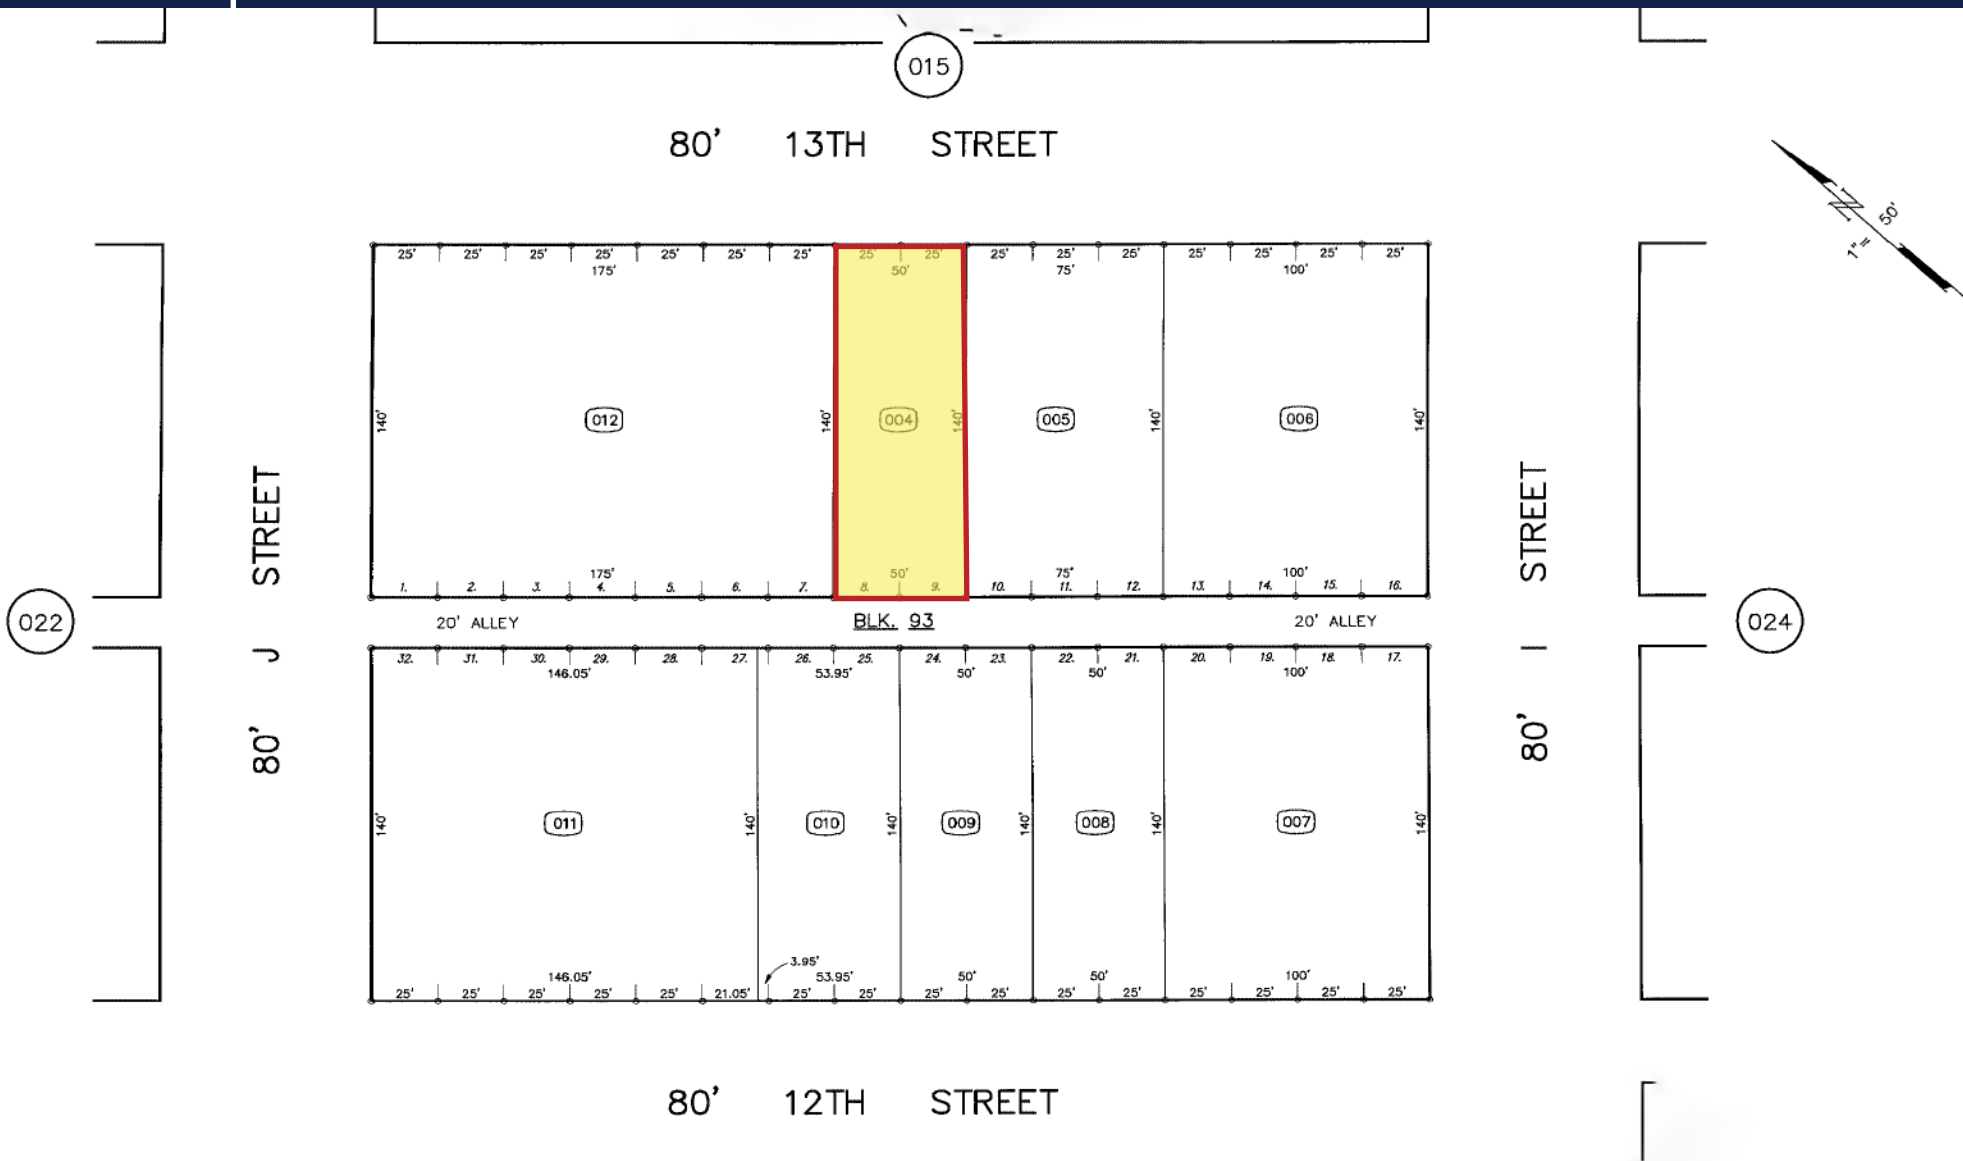 015
80' 13TH STREET
50'
1"=
25' 25' 25' 25' 25' 25' 25' 25' 25' 25' 25' 25' 25' 25' 25' 25'
175' 50' 75' 100'
140' 012 140' 004 140' 005 140' 006 140'
175' 50' 75' 100'
1. 2. 3. 4. 5. 6. 7. 8. 9. 10. 11. 12. 13. 14. 15. 16.
022
80' J STREET
20' ALLEY BLK. 93 20' ALLEY
80' I STREET
024
32. 31. 30. 29. 28. 27. 26. 25. 24. 23. 22. 21. 20. 19. 18. 17.
146.05' 53.95' 50' 50' 100'
140' 011 140' 010 140' 009 140' 008 140' 007 140'
3.95'
146.05' 53.95' 50' 50' 100'
25' 25' 25' 25' 25' 21.05' 25' 25' 25' 25' 25' 25' 25' 25' 25' 25'
80' 12TH STREET